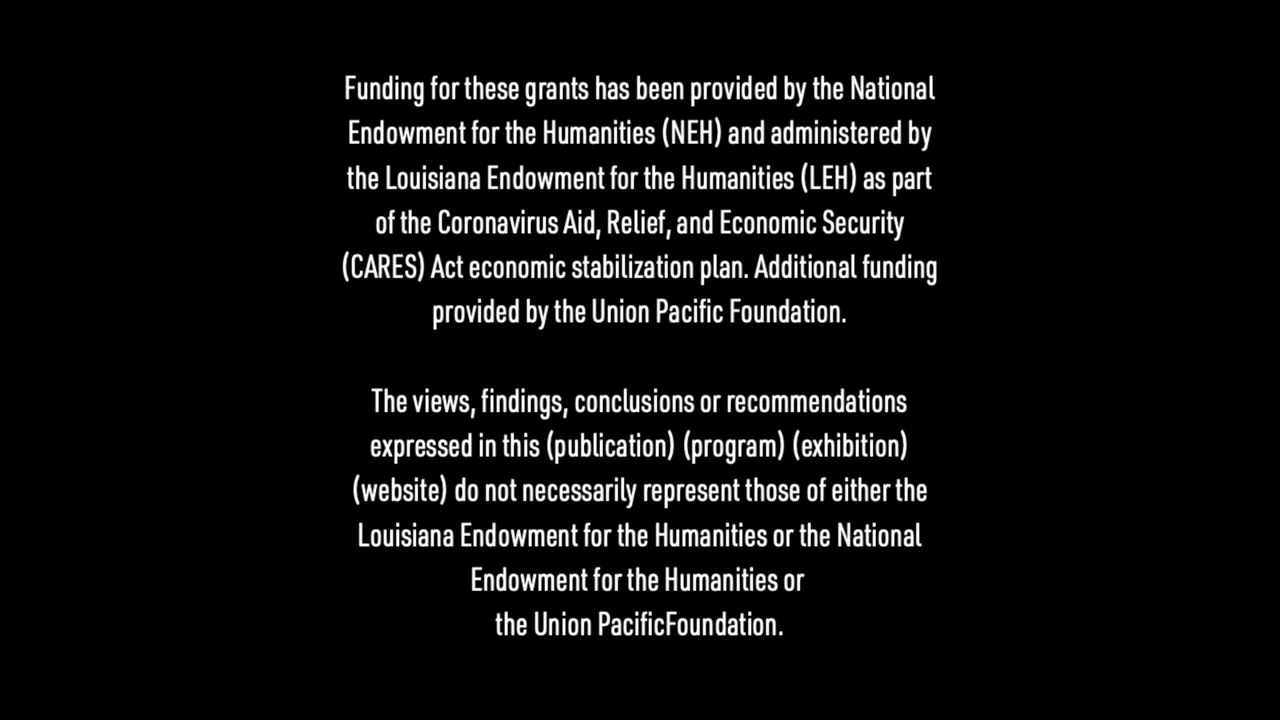 Funding for these grants has been provided by the National
Endowment for the Humanities (NEH) and administered by
the Louisiana Endowment for the Humanities (LEH) as part
of the Coronavirus Aid, Relief, and Economic Security
(CARES) Act economic stabilization plan. Additional funding
provided by the Union Pacific Foundation.
The views, findings, conclusions or recommendations
expressed in this (publication) (program) (exhibition)
(website) do not necessarily represent those of either the
Louisiana Endowment for the Humanities or the National
Endowment for the Humanities or
the Union PacificFoundation.